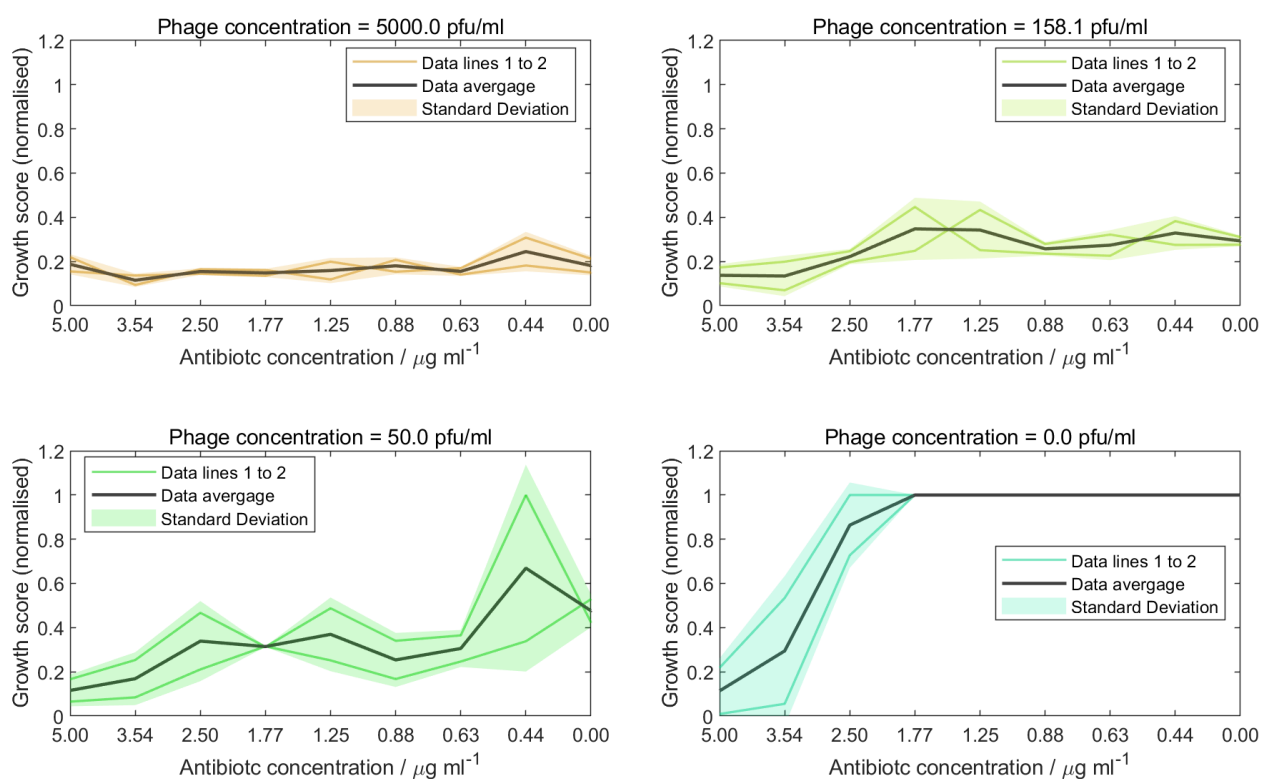 Phage concentration = 5000.0 pfu/ml
Growth score (normalised)
1.2
1
0.8
0.6
0.4
0.2
0
Data lines 1 to 2
Data avergage
Standard Deviation
5.00 3.54 2.50 1.77 1.25 0.88 0.63 0.44 0.00
Antibiotc concentration / μg ml⁻¹
Phage concentration = 158.1 pfu/ml
Growth score (normalised)
1.2
1
0.8
0.6
0.4
0.2
0
Data lines 1 to 2
Data avergage
Standard Deviation
5.00 3.54 2.50 1.77 1.25 0.88 0.63 0.44 0.00
Antibiotc concentration / μg ml⁻¹
Phage concentration = 50.0 pfu/ml
Growth score (normalised)
1.2
1
0.8
0.6
0.4
0.2
0
Data lines 1 to 2
Data avergage
Standard Deviation
5.00 3.54 2.50 1.77 1.25 0.88 0.63 0.44 0.00
Antibiotc concentration / μg ml⁻¹
Phage concentration = 0.0 pfu/ml
Growth score (normalised)
1.2
1
0.8
0.6
0.4
0.2
0
Data lines 1 to 2
Data avergage
Standard Deviation
5.00 3.54 2.50 1.77 1.25 0.88 0.63 0.44 0.00
Antibiotc concentration / μg ml⁻¹